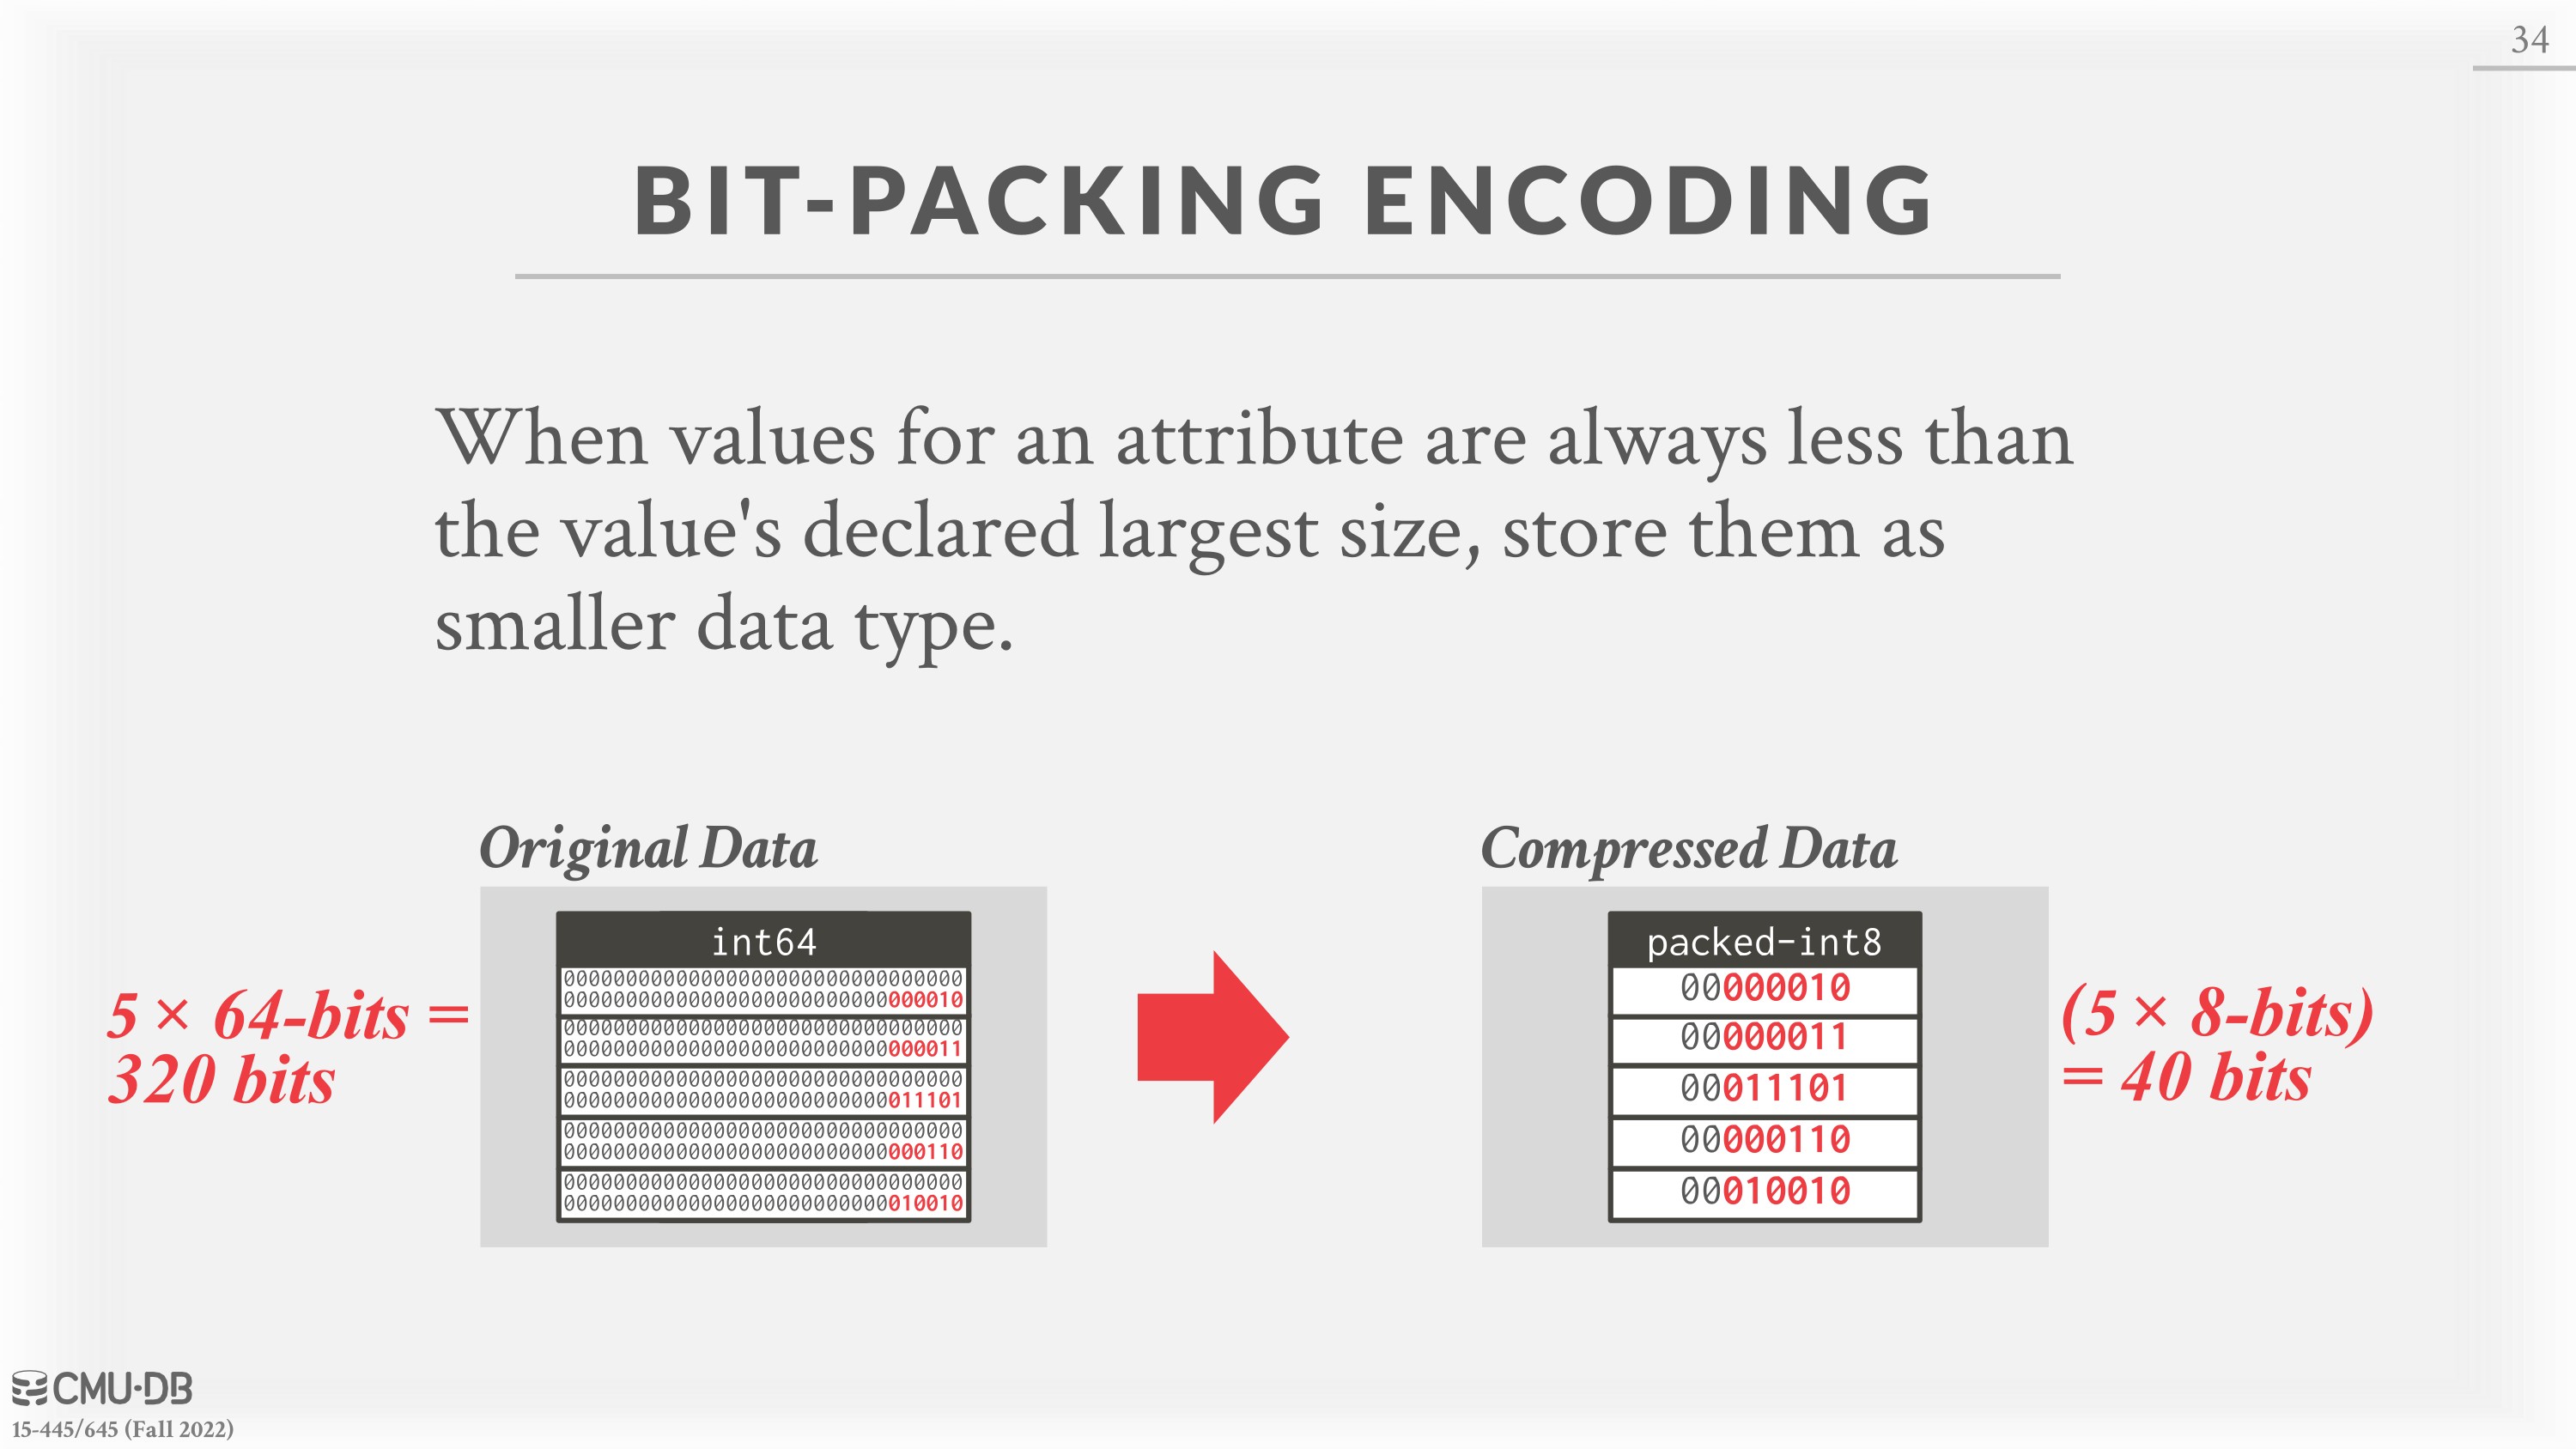 34
BIT-PACKING ENCODING
When values for an attribute are always less than
the value's declared largest size, store them as
smaller data type.
Original Data
Compressed Data
5 × 64-bits =
320 bits
int64
00000000000000000000000000000000
00000000000000000000000000000010
00000000000000000000000000000000
00000000000000000000000000000011
00000000000000000000000000000000
00000000000000000000000000011101
00000000000000000000000000000000
00000000000000000000000000000110
00000000000000000000000000000000
00000000000000000000000000010010
packed-int8
00000010
00000011
00011101
00000110
00010010
(5 × 8-bits)
= 40 bits
CMU·DB
15-445/645 (Fall 2022)